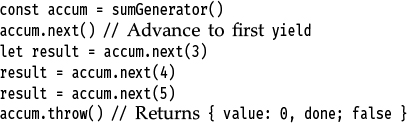 const accum = sumGenerator()
accum.next() // Advance to first yield
let result = accum.next(3)
result = accum.next(4)
result = accum.next(5)
accum.throw() // Returns { value: 0, done; false }